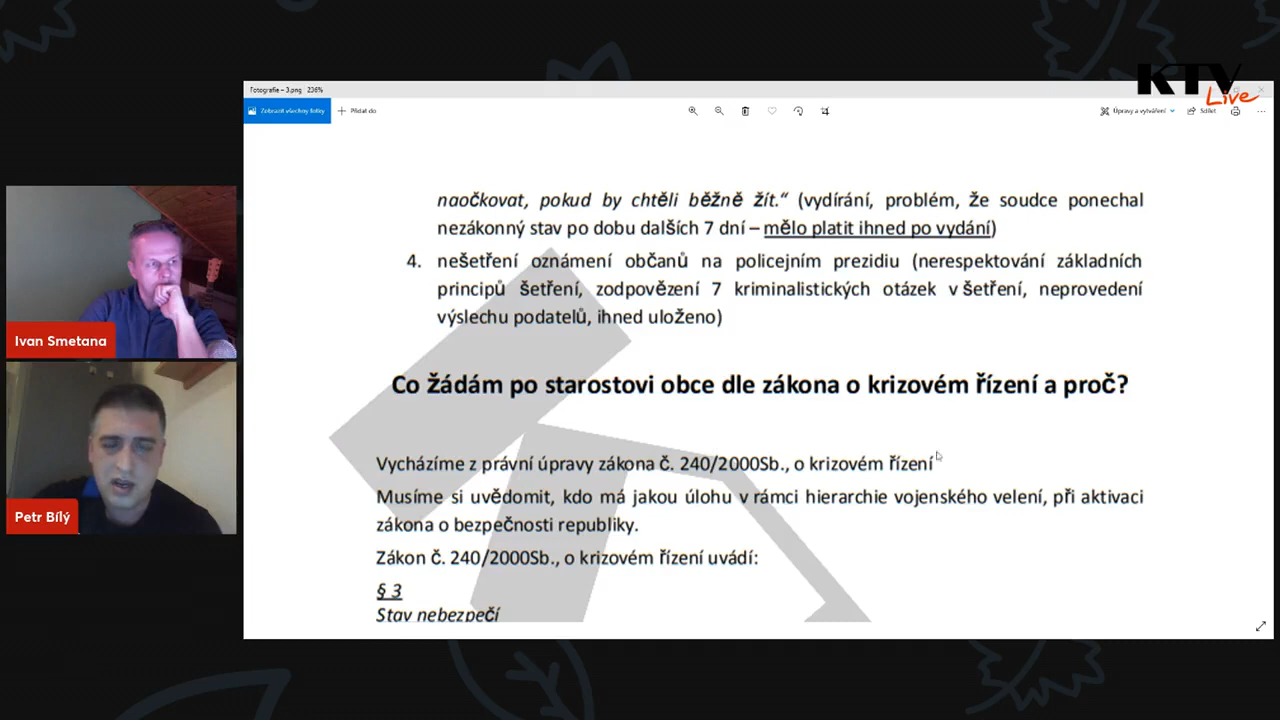 KTV
Live
Fotografie – 3.png 236%
Zobrazit všechny fotky
Přidat do
Úpravy a vytváření
Sdílet
naočkovat, pokud by chtěli běžně žít.“ (vydírání, problém, že soudce ponechal
nezákonný stav po dobu dalších 7 dní – mělo platit ihned po vydání)
4. nešetření oznámení občanů na policejním prezidiu (nerespektování základních
principů šetření, zodpovězení 7 kriminalistických otázek v šetření, neprovedení
výslechu podatelů, ihned uloženo)
Co žádám po starostovi obce dle zákona o krizovém řízení a proč?
Vycházíme z právní úpravy zákona č. 240/2000Sb., o krizovém řízení
Musíme si uvědomit, kdo má jakou úlohu v rámci hierarchie vojenského velení, při aktivaci
zákona o bezpečnosti republiky.
Zákon č. 240/2000Sb., o krizovém řízení uvádí:
§ 3
Stav nebezpečí
Ivan Smetana
Petr Bílý